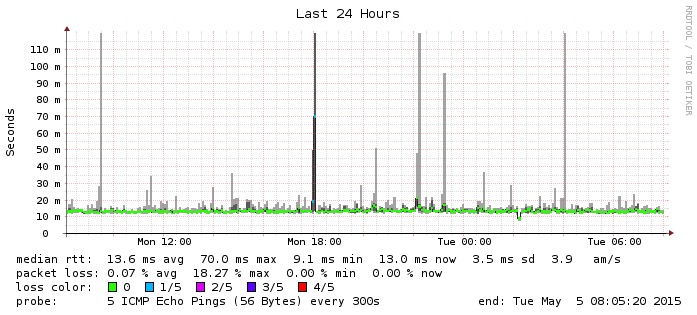 Last 24 Hours
RRDTOOL / TOBI OETIKER
Seconds
110 m
100 m
90 m
80 m
70 m
60 m
50 m
40 m
30 m
20 m
10 m
0
Mon 12:00 Mon 18:00 Tue 00:00 Tue 06:00
median rtt: 13.6 ms avg 70.0 ms max 9.1 ms min 13.0 ms now 3.5 ms sd 3.9 am/s
packet loss: 0.07 % avg 18.27 % max 0.00 % min 0.00 % now
loss color: 0 1/5 2/5 3/5 4/5
probe: 5 ICMP Echo Pings (56 Bytes) every 300s end: Tue May 5 08:05:20 2015